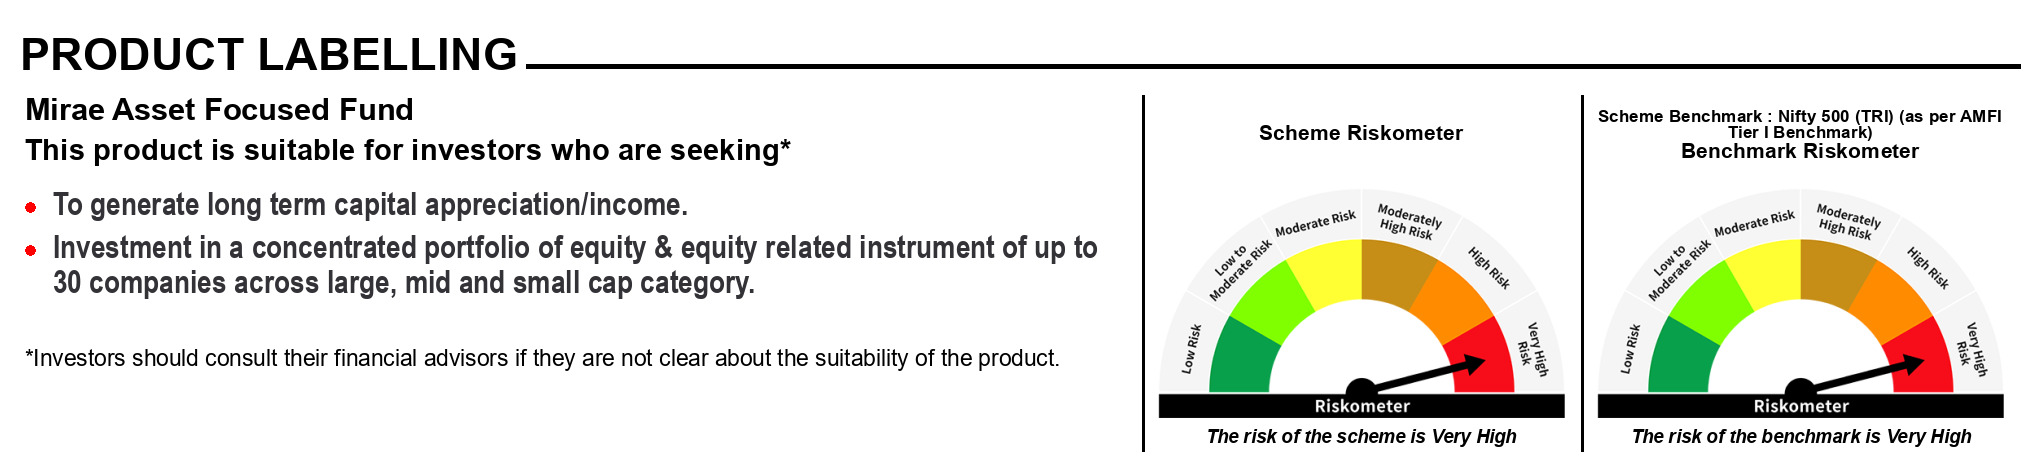 PRODUCT LABELLING
Mirae Asset Focused Fund
This product is suitable for investors who are seeking*
• To generate long term capital appreciation/income.
• Investment in a concentrated portfolio of equity & equity related instrument of up to
30 companies across large, mid and small cap category.
*Investors should consult their financial advisors if they are not clear about the suitability of the product.
Scheme Riskometer
Low Risk
Low to
Moderate Risk
Moderate Risk
Moderately
High Risk
High Risk
Very High
Risk
Riskometer
The risk of the scheme is Very High
Scheme Benchmark : Nifty 500 (TRI) (as per AMFI
Tier I Benchmark)
Benchmark Riskometer
Low Risk
Low to
Moderate Risk
Moderate Risk
Moderately
High Risk
High Risk
Very High
Risk
Riskometer
The risk of the benchmark is Very High